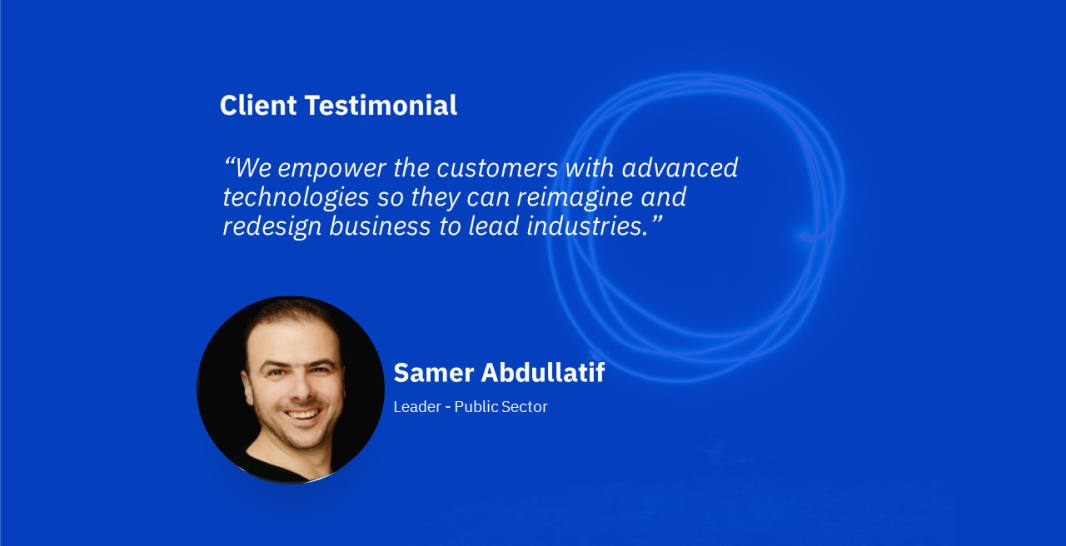 Client Testimonial
“We empower the customers with advanced
technologies so they can reimagine and
redesign business to lead industries.”
Samer Abdullatif
Leader - Public Sector